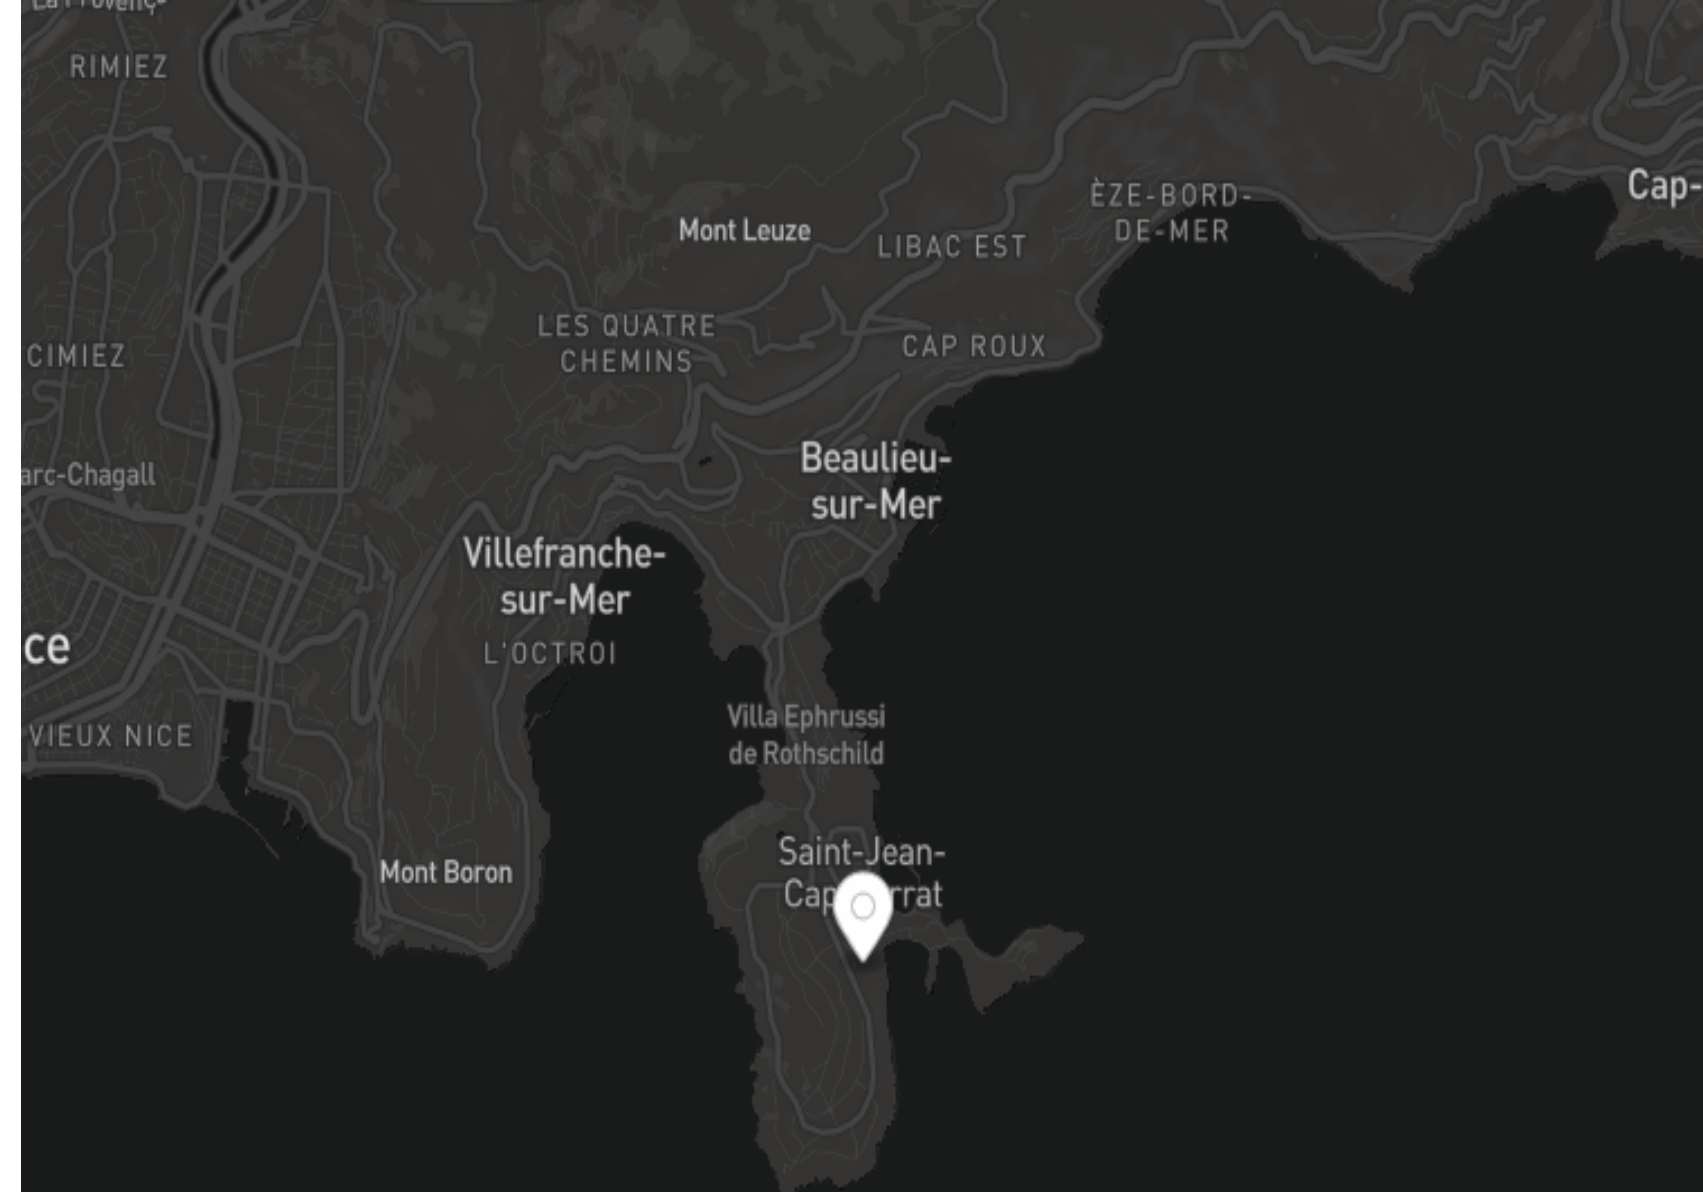 RIMIEZ
Mont Leuze
LIBAC EST
ÈZE-BORD-
DE-MER
Cap-
LES QUATRE
CHEMINS
CAP ROUX
CIMIEZ
arc-Chagall
Beaulieu-
sur-Mer
Villefranche-
sur-Mer
L'OCTROI
ce
VIEUX NICE
Villa Ephrussi
de Rothschild
Mont Boron
Saint-Jean-
Cap rrat